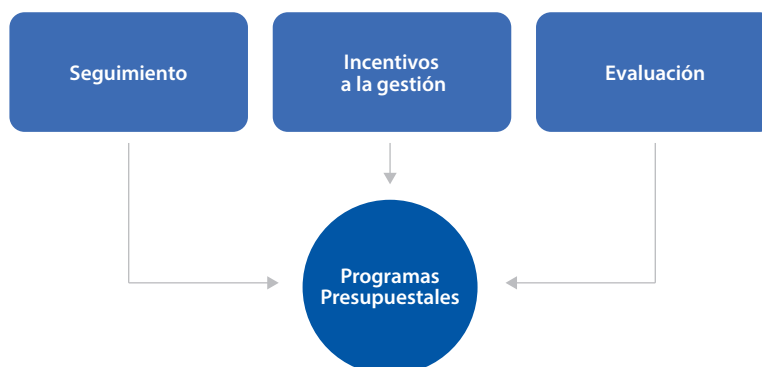 Seguimiento
Incentivos
a la gestión
Evaluación
Programas
Presupuestales